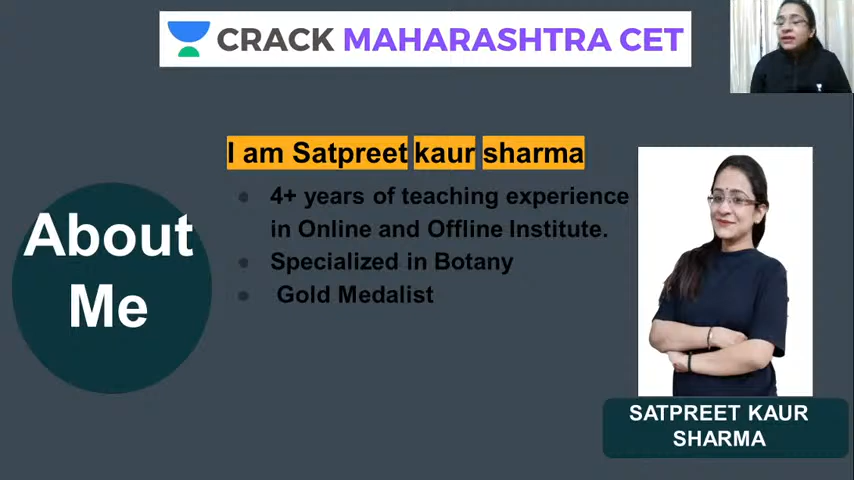 CRACK MAHARASHTRA CET
I am Satpreet kaur sharma
4+ years of teaching experience
in Online and Offline Institute.
Specialized in Botany
Gold Medalist
About
Me
SATPREET KAUR
SHARMA